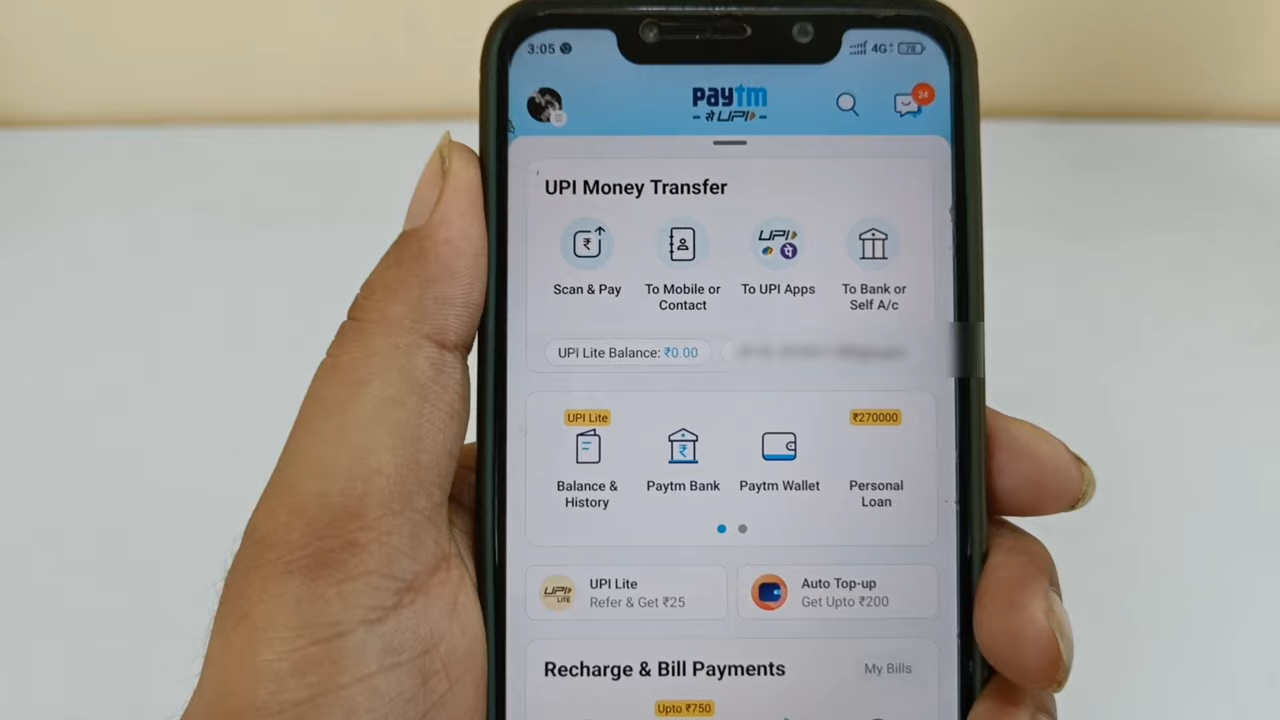 3:05
4G+
78
paytm
से UPI
24
UPI Money Transfer
UPI
Scan & Pay
To Mobile or
Contact
To UPI Apps
To Bank or
Self A/c
UPI Lite Balance: ₹0.00
UPI Lite
₹270000
Balance &
History
Paytm Bank
Paytm Wallet
Personal
Loan
UPI
LITE
UPI Lite
Refer & Get ₹25
Auto Top-up
Get Upto ₹200
Recharge & Bill Payments
My Bills
Upto ₹750